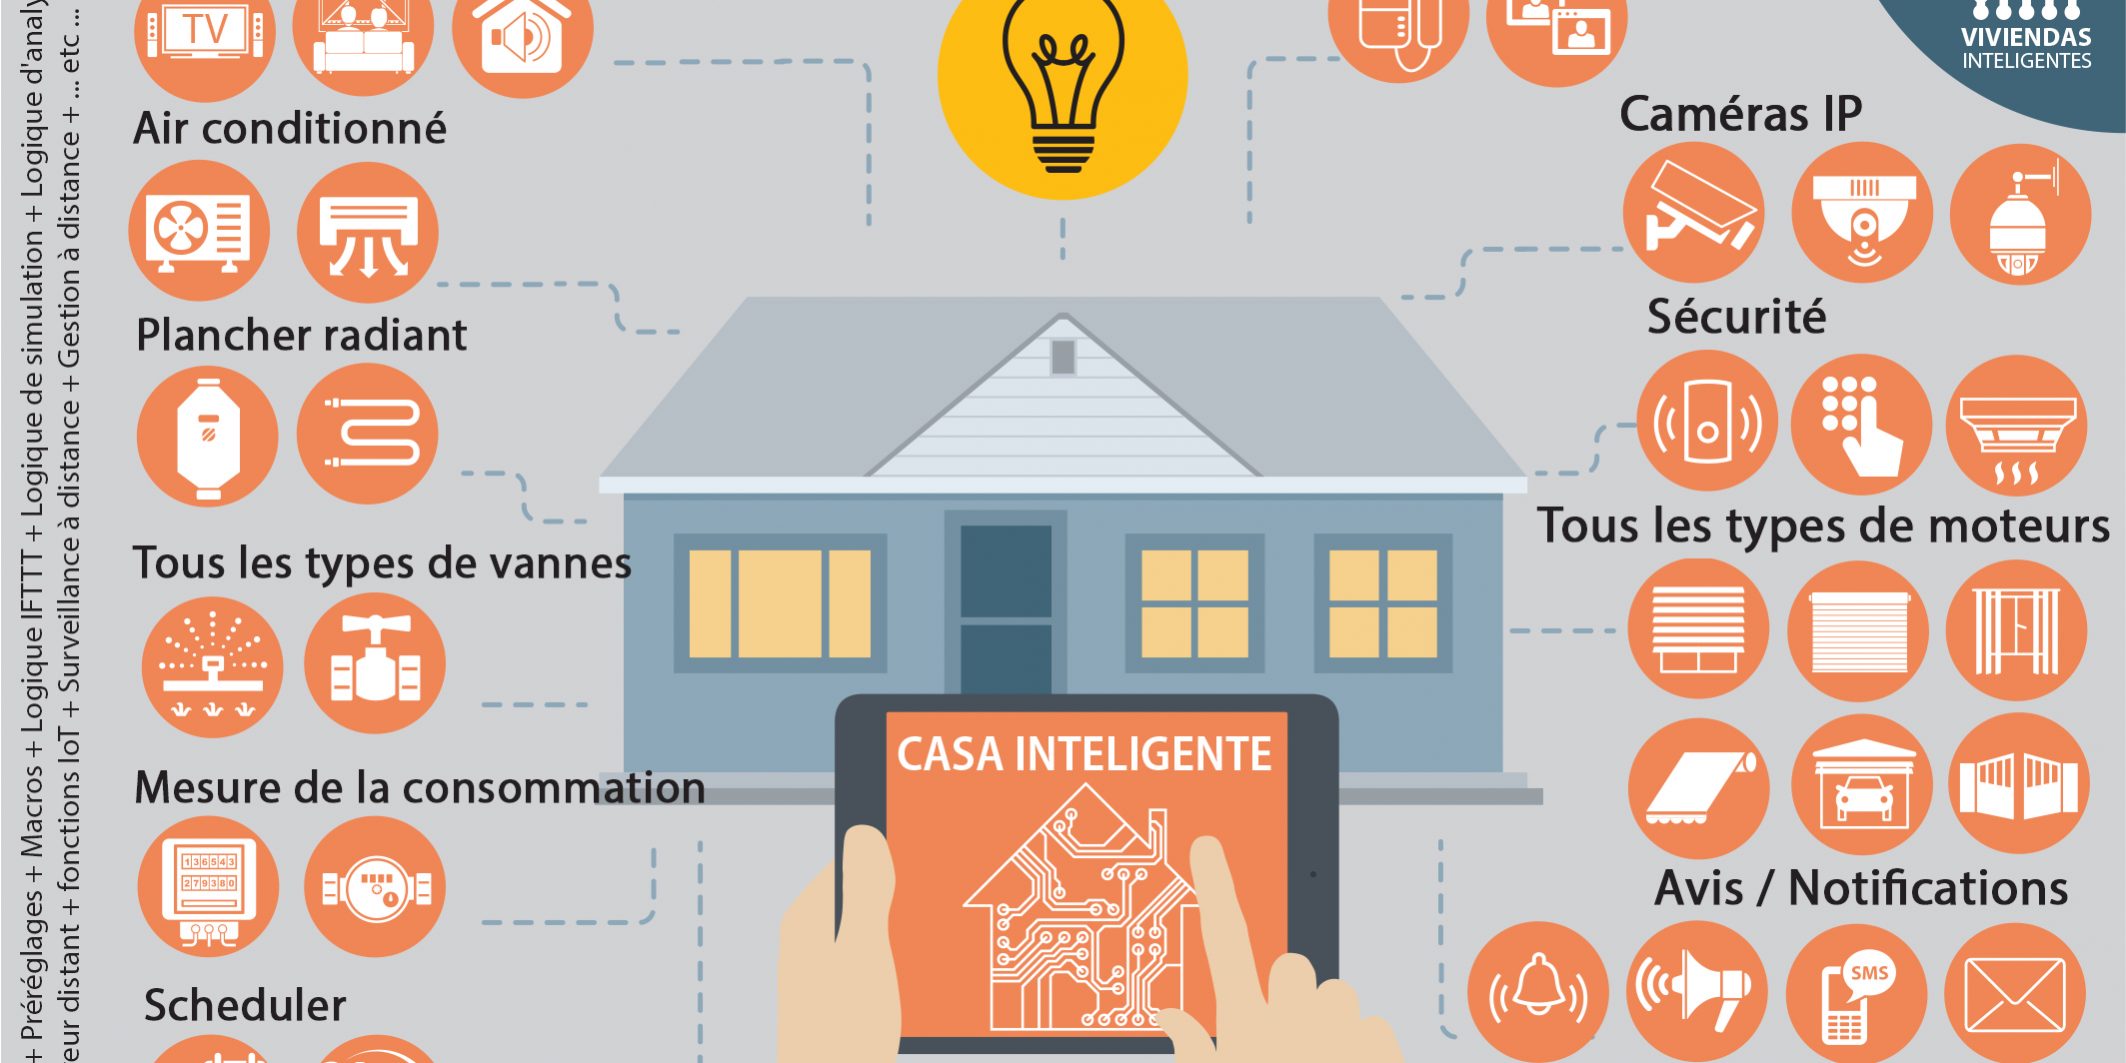 + Préréglages + Macros + Logique IFTTT + Logique de simulation + Logique d'analy
eur distant + fonctions IoT + Surveillance à distance + Gestion à distance + ... etc ...
TV
Air conditionné
Plancher radiant
Tous les types de vannes
Mesure de la consommation
136543
279380
Scheduler
CASA INTELIGENTE
VIVIENDAS
INTELIGENTES
Caméras IP
Sécurité
Tous les types de moteurs
Avis / Notifications
SMS